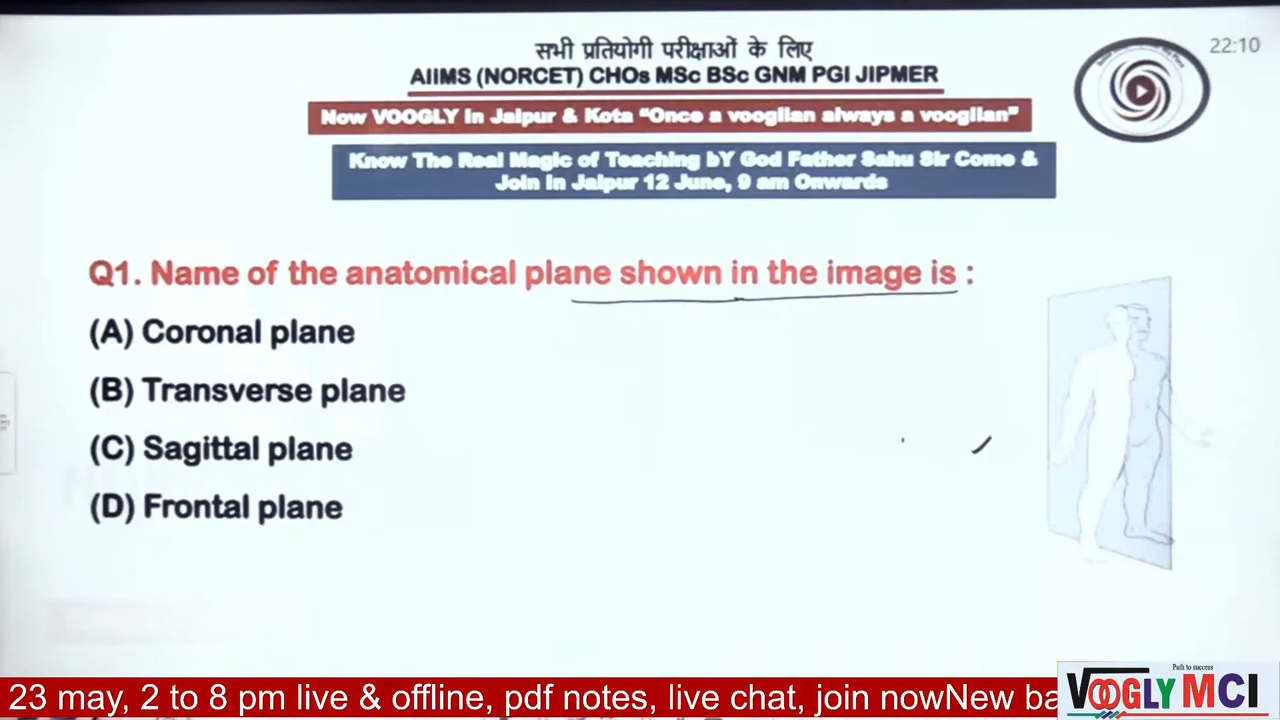 सभी प्रतियोगी परीक्षाओं के लिए
22:10
AIIMS (NORCET) CHOs MSc BSc GNM PGI JIPMER
Now VOOGLY in Jaipur & Kota “Once a vooglian always a vooglian”
Know The Real Magic of Teaching bY God Father Sahu Sir Come &
Join in Jaipur 12 June, 9 am Onwards
Q1. Name of the anatomical plane shown in the image is :
(A) Coronal plane
(B) Transverse plane
(C) Sagittal plane
(D) Frontal plane
Path to success
VOOGLY MCI
23 may, 2 to 8 pm live & offline, pdf notes, live chat, join nowNew ba